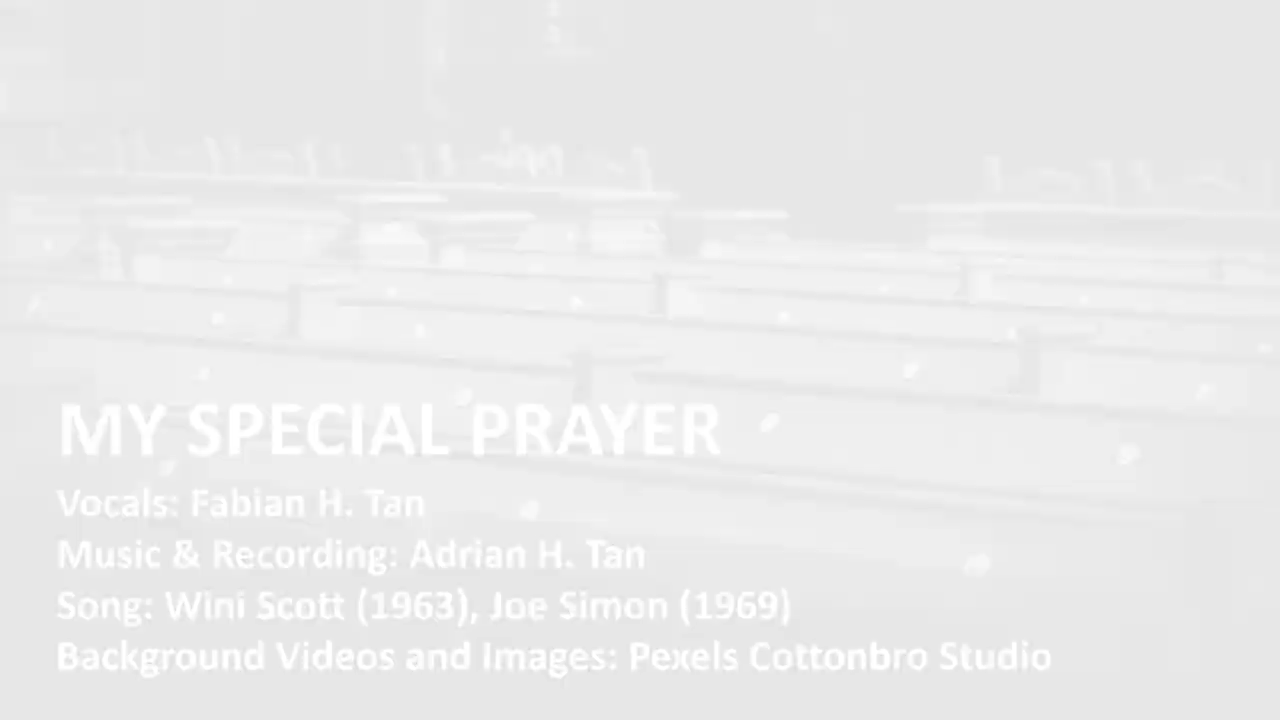 MY SPECIAL PRAYER
Vocals: Fabian H. Tan
Music & Recording: Adrian H. Tan
Song: Wini Scott (1963), Joe Simon (1969)
Background Videos and Images: Pexels Cottonbro Studio